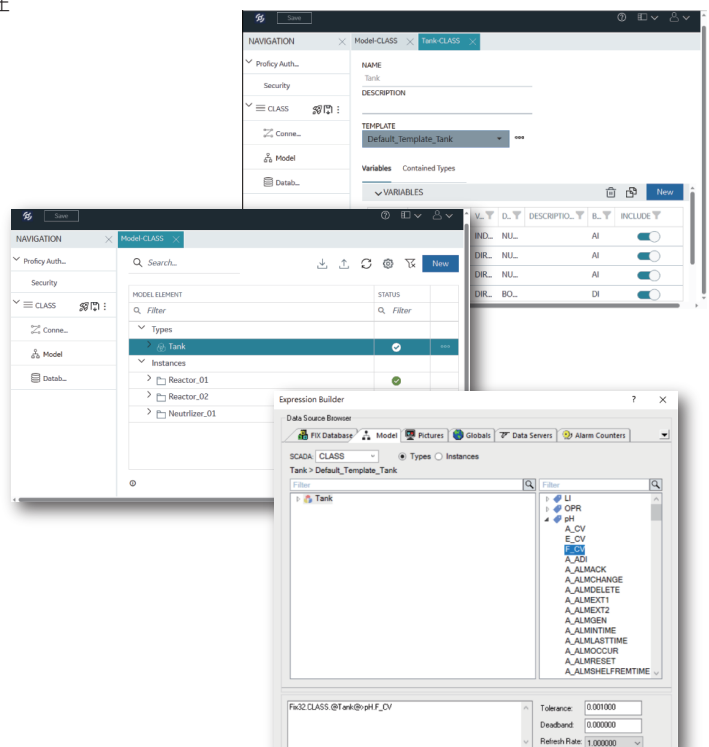 Save
NAVIGATION
Model-CLASS
Tank-CLASS
Proficy Auth...
Security
CLASS
Conne...
Model
Datab...
NAME
Tank
DESCRIPTION
TEMPLATE
Default_Template_Tank
Variables Contained Types
VARIABLES
New
V... D... DESCRIPTIO... B... INCLUDE
IND... NU... AI
DIR... NU... AI
DIR... NU... AI
DIR... BO... DI
Save
NAVIGATION
Model-CLASS
Proficy Auth...
Security
CLASS
Conne...
Model
Datab...
Search...
New
MODEL ELEMENT STATUS
Filter Filter
Types
Tank
Instances
Reactor_01
Reactor_02
Neutrlizer_01
Expression Builder ? X
Data Source Browser
FIX Database Model Pictures Globals Data Servers Alarm Counters
SCADA: CLASS Types Instances
Tank > Default_Template_Tank
Filter Filter
Tank
LI
OPR
pH
A_CV
E_CV
F_CV
A_ADI
A_ALMACK
A_ALMCHANGE
A_ALMDELETE
A_ALMEXT1
A_ALMEXT2
A_ALMGEN
A_ALMINTIME
A_ALMLASTTIME
A_ALMOCCUR
A_ALMRESET
A_ALMSHELFREMTIME
Fix32.CLASS.@Tank@>pH.F_CV
Tolerance: 0.001000
Deadband: 0.000000
Refresh Rate: 1.000000